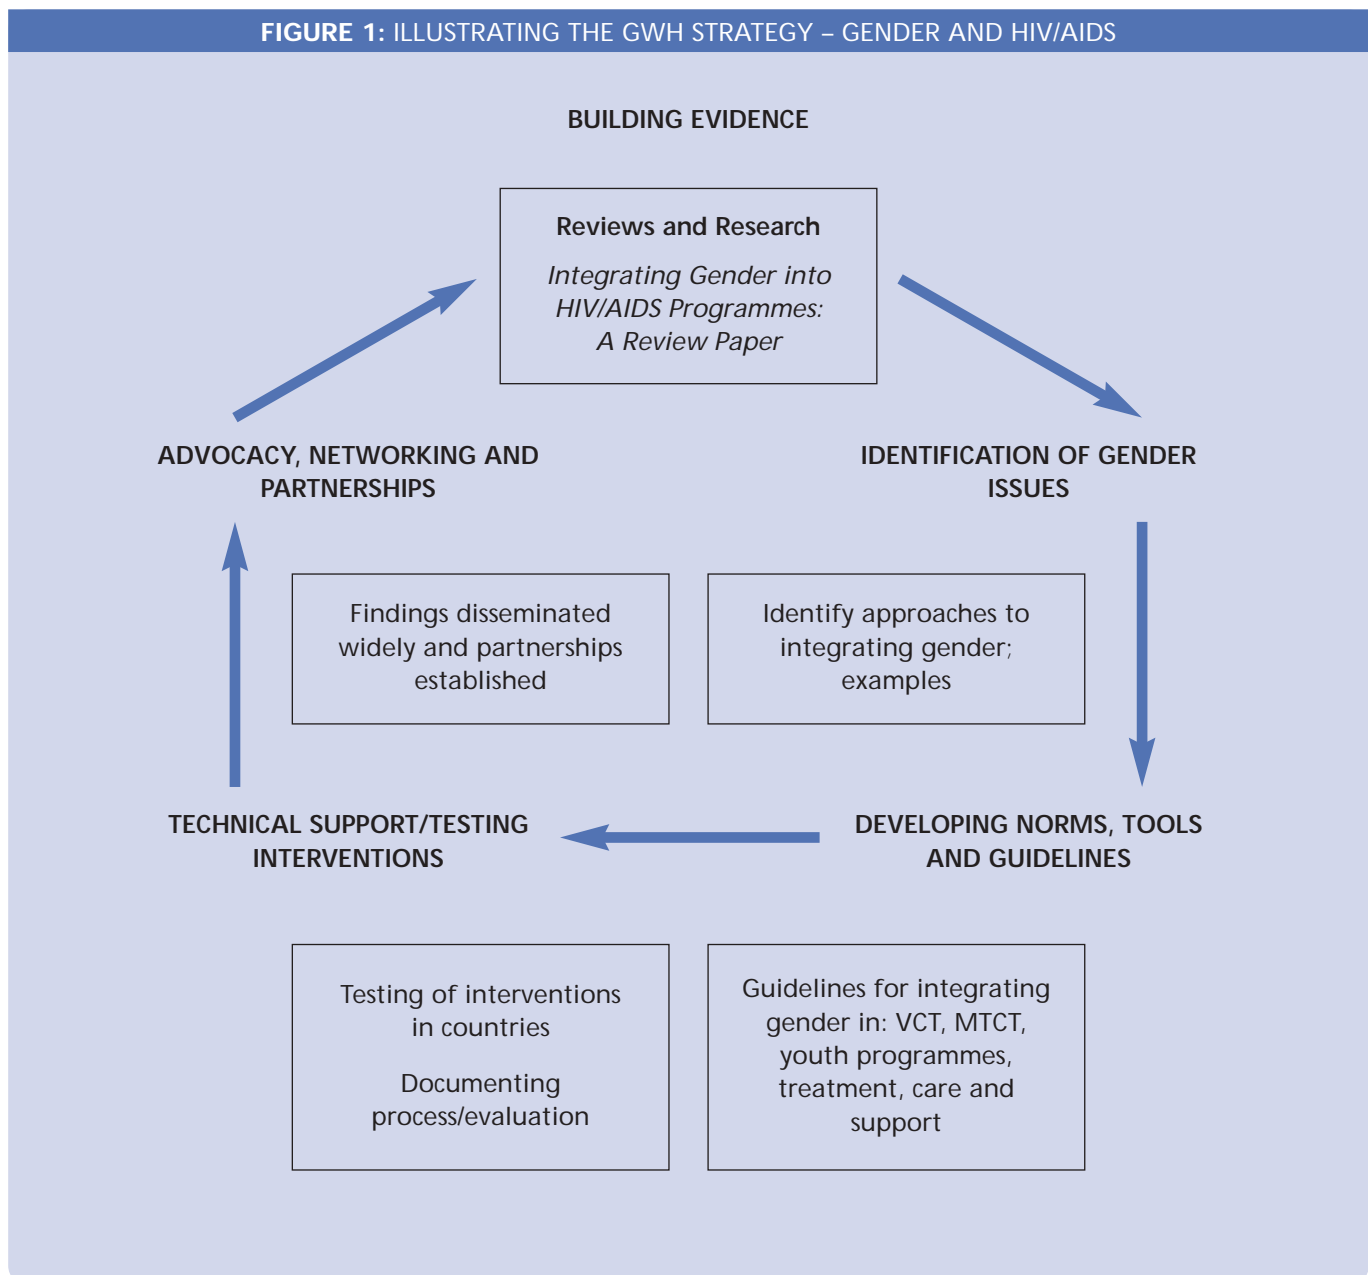 FIGURE 1: ILLUSTRATING THE GWH STRATEGY – GENDER AND HIV/AIDS
BUILDING EVIDENCE
Reviews and Research
Integrating Gender into
HIV/AIDS Programmes:
A Review Paper
ADVOCACY, NETWORKING AND
PARTNERSHIPS
IDENTIFICATION OF GENDER
ISSUES
Findings disseminated
widely and partnerships
established
Identify approaches to
integrating gender;
examples
TECHNICAL SUPPORT/TESTING
INTERVENTIONS
DEVELOPING NORMS, TOOLS
AND GUIDELINES
Testing of interventions
in countries
Documenting
process/evaluation
Guidelines for integrating
gender in: VCT, MTCT,
youth programmes,
treatment, care and
support